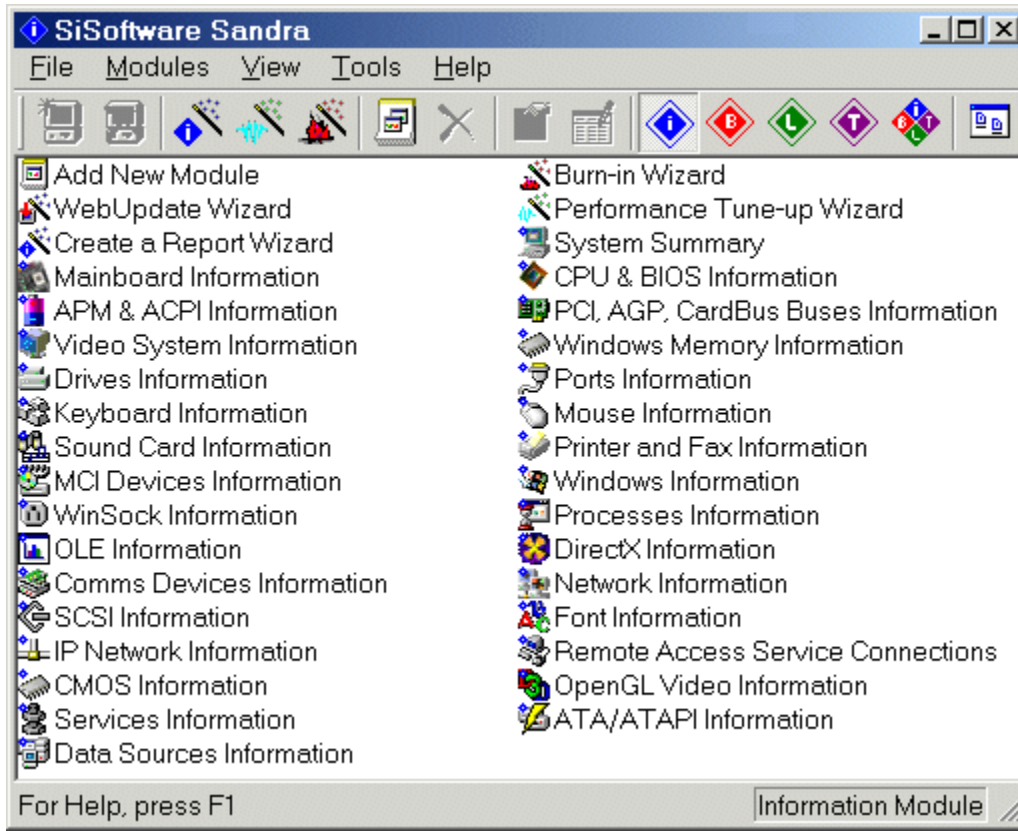 SiSoftware Sandra
File Modules View Tools Help
i B L T B i T L
Add New Module Burn-in Wizard
WebUpdate Wizard Performance Tune-up Wizard
Create a Report Wizard System Summary
Mainboard Information CPU & BIOS Information
APM & ACPI Information PCI, AGP, CardBus Buses Information
Video System Information Windows Memory Information
Drives Information Ports Information
Keyboard Information Mouse Information
Sound Card Information Printer and Fax Information
MCI Devices Information Windows Information
WinSock Information Processes Information
OLE Information DirectX Information
Comms Devices Information Network Information
SCSI Information Font Information
IP Network Information Remote Access Service Connections
CMOS Information OpenGL Video Information
Services Information ATA/ATAPI Information
Data Sources Information
For Help, press F1 Information Module